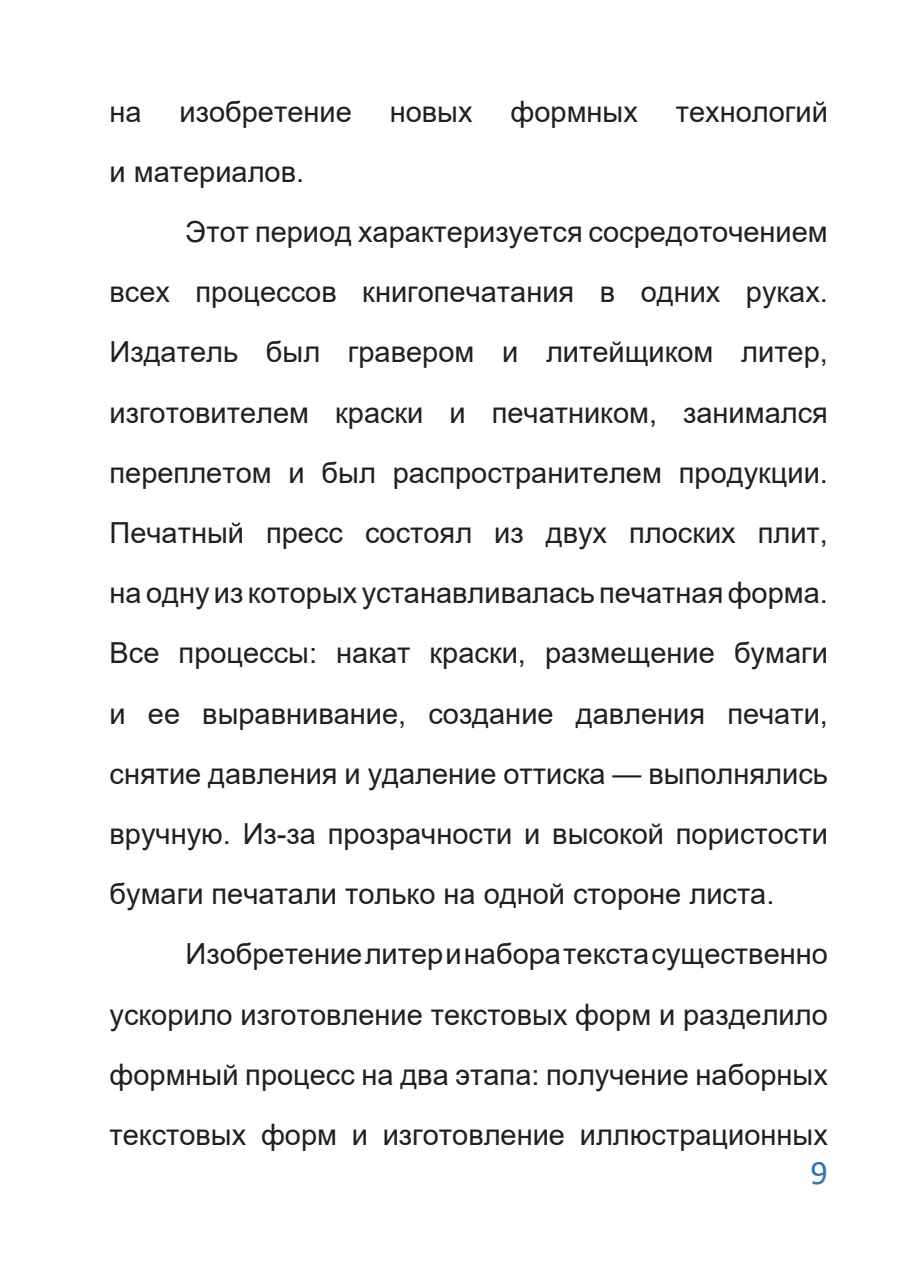 на изобретение новых формных технологий
и материалов.
Этот период характеризуется сосредоточением
всех процессов книгопечатания в одних руках.
Издатель был гравером и литейщиком литер,
изготовителем краски и печатником, занимался
переплетом и был распространителем продукции.
Печатный пресс состоял из двух плоских плит,
на одну из которых устанавливалась печатная форма.
Все процессы: накат краски, размещение бумаги
и ее выравнивание, создание давления печати,
снятие давления и удаление оттиска — выполнялись
вручную. Из-за прозрачности и высокой пористости
бумаги печатали только на одной стороне листа.
Изобретение литер и набора текста существенно
ускорило изготовление текстовых форм и разделило
формный процесс на два этапа: получение наборных
текстовых форм и изготовление иллюстрационных
9